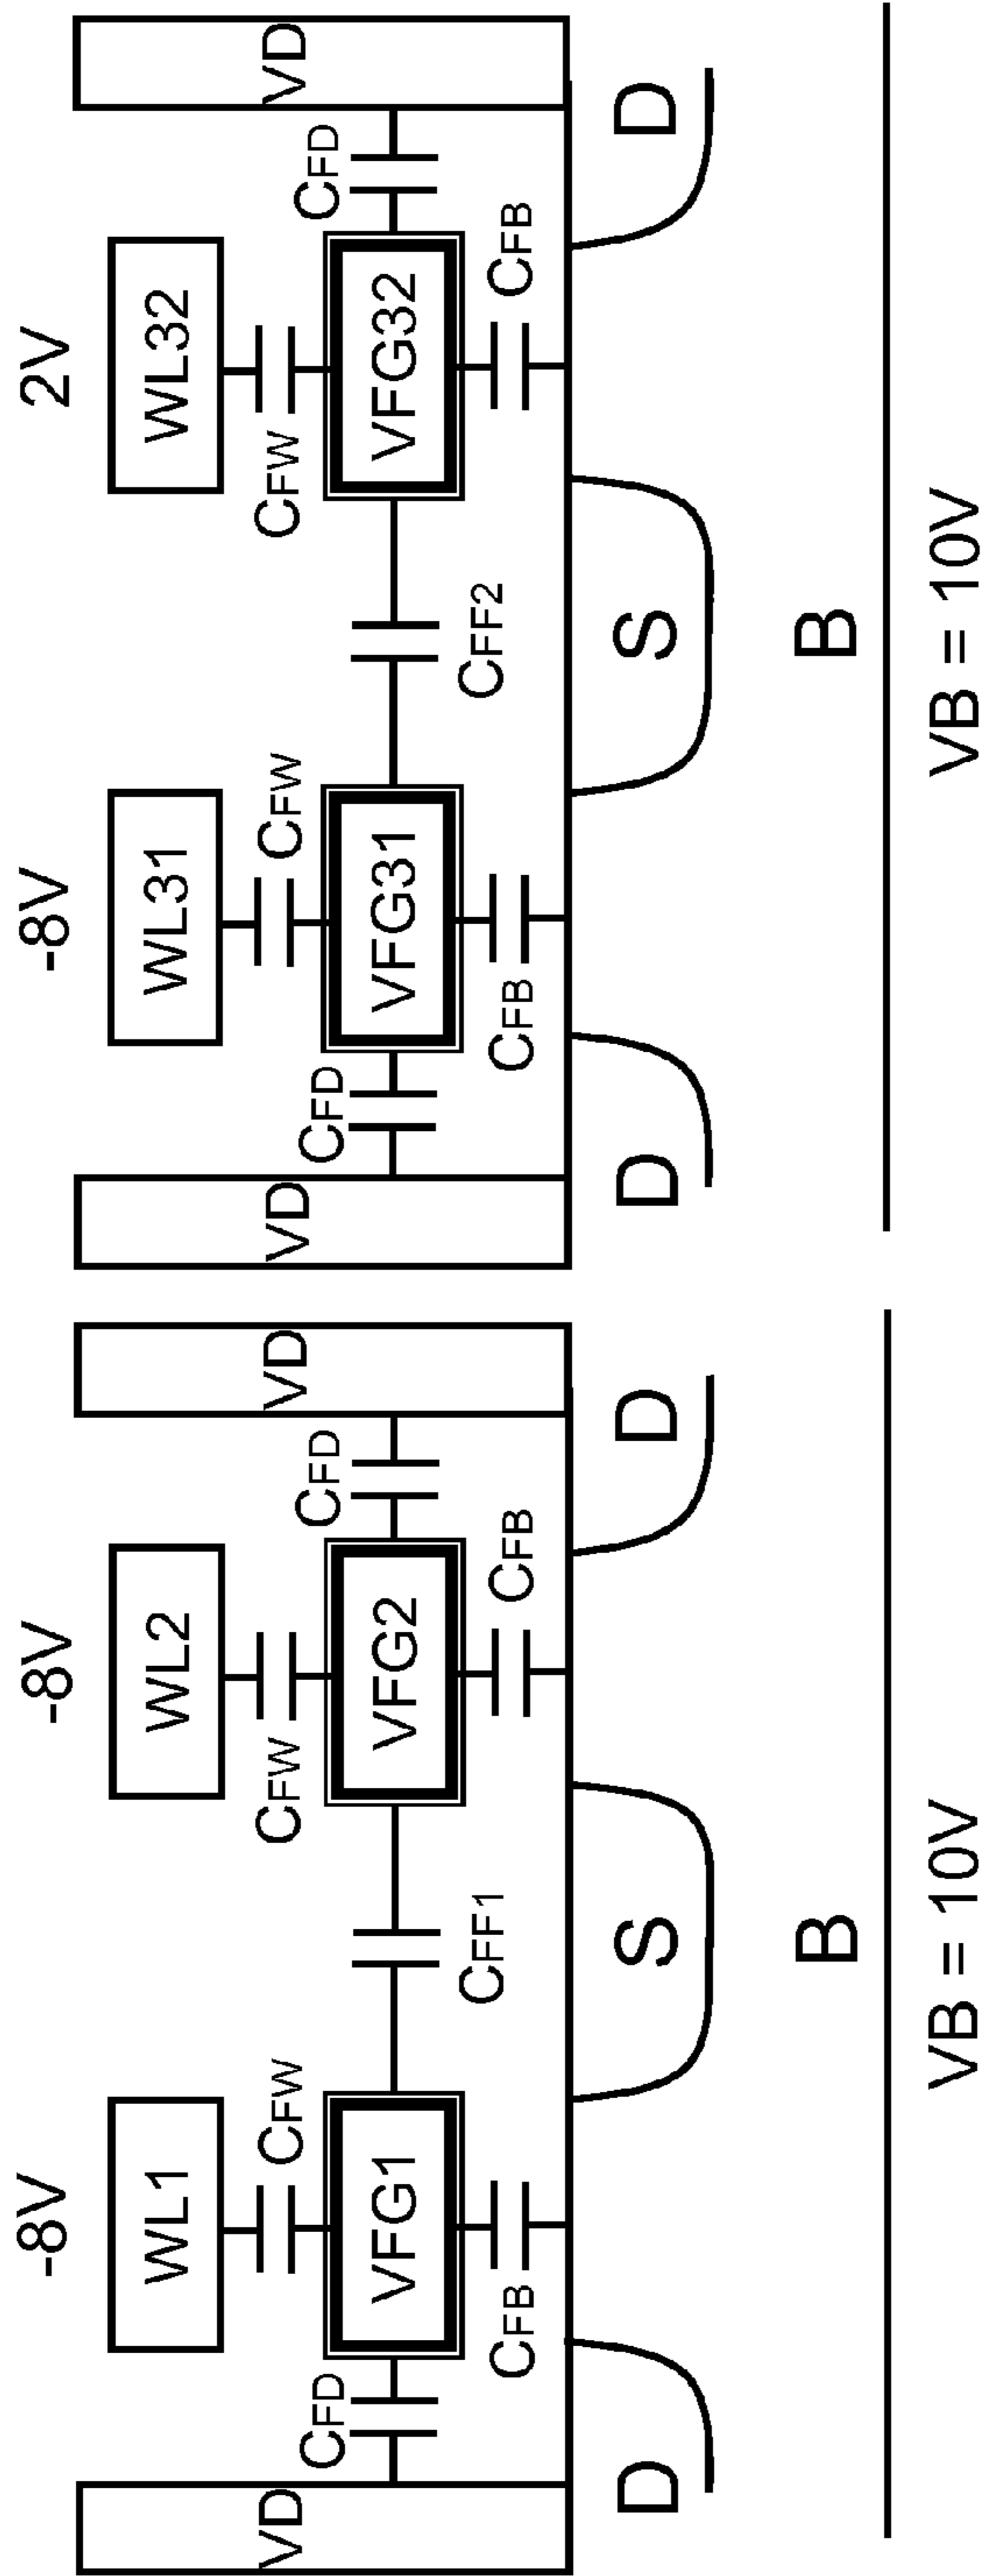 -8V -8V -8V 2V
WL1 WL2 WL31 WL32
VD CFW CFW VD VD CFW CFW VD
CFD CFD CFD CFD
VFG1 VFG2 VFG31 VFG32
CFF1 CFF2
CFB CFB CFB CFB
D S D D S D
B B
VB = 10V VB = 10V